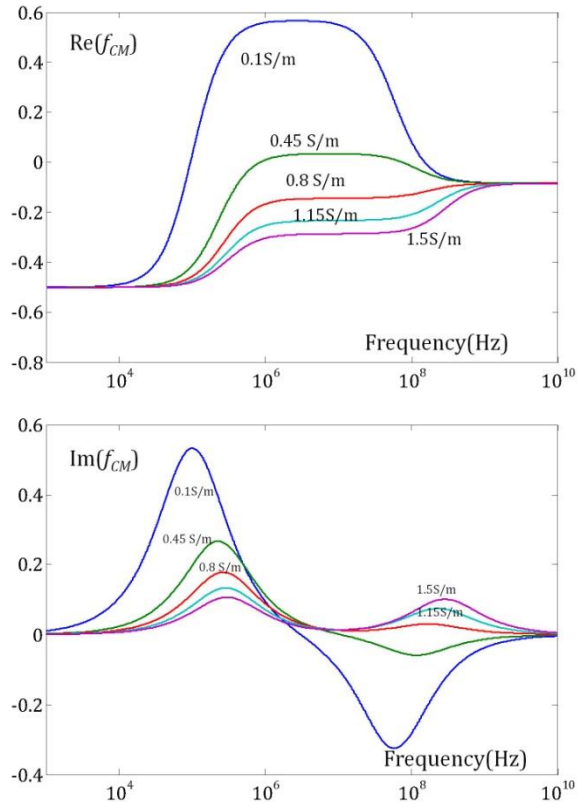 0.6
Re(fCM)
0.1S/m
0.4
0.2
0.45 S/m
0
0.8 S/m
-0.2
1.15S/m
1.5S/m
-0.4
-0.6
Frequency(Hz)
-0.8
10^4 10^6 10^8 10^10
0.6
Im(fCM)
0.1S/m
0.4
0.45 S/m
0.2
0.8 S/m
1.5S/m
1.15S/m
0
-0.2
Frequency(Hz)
-0.4
10^4 10^6 10^8 10^10